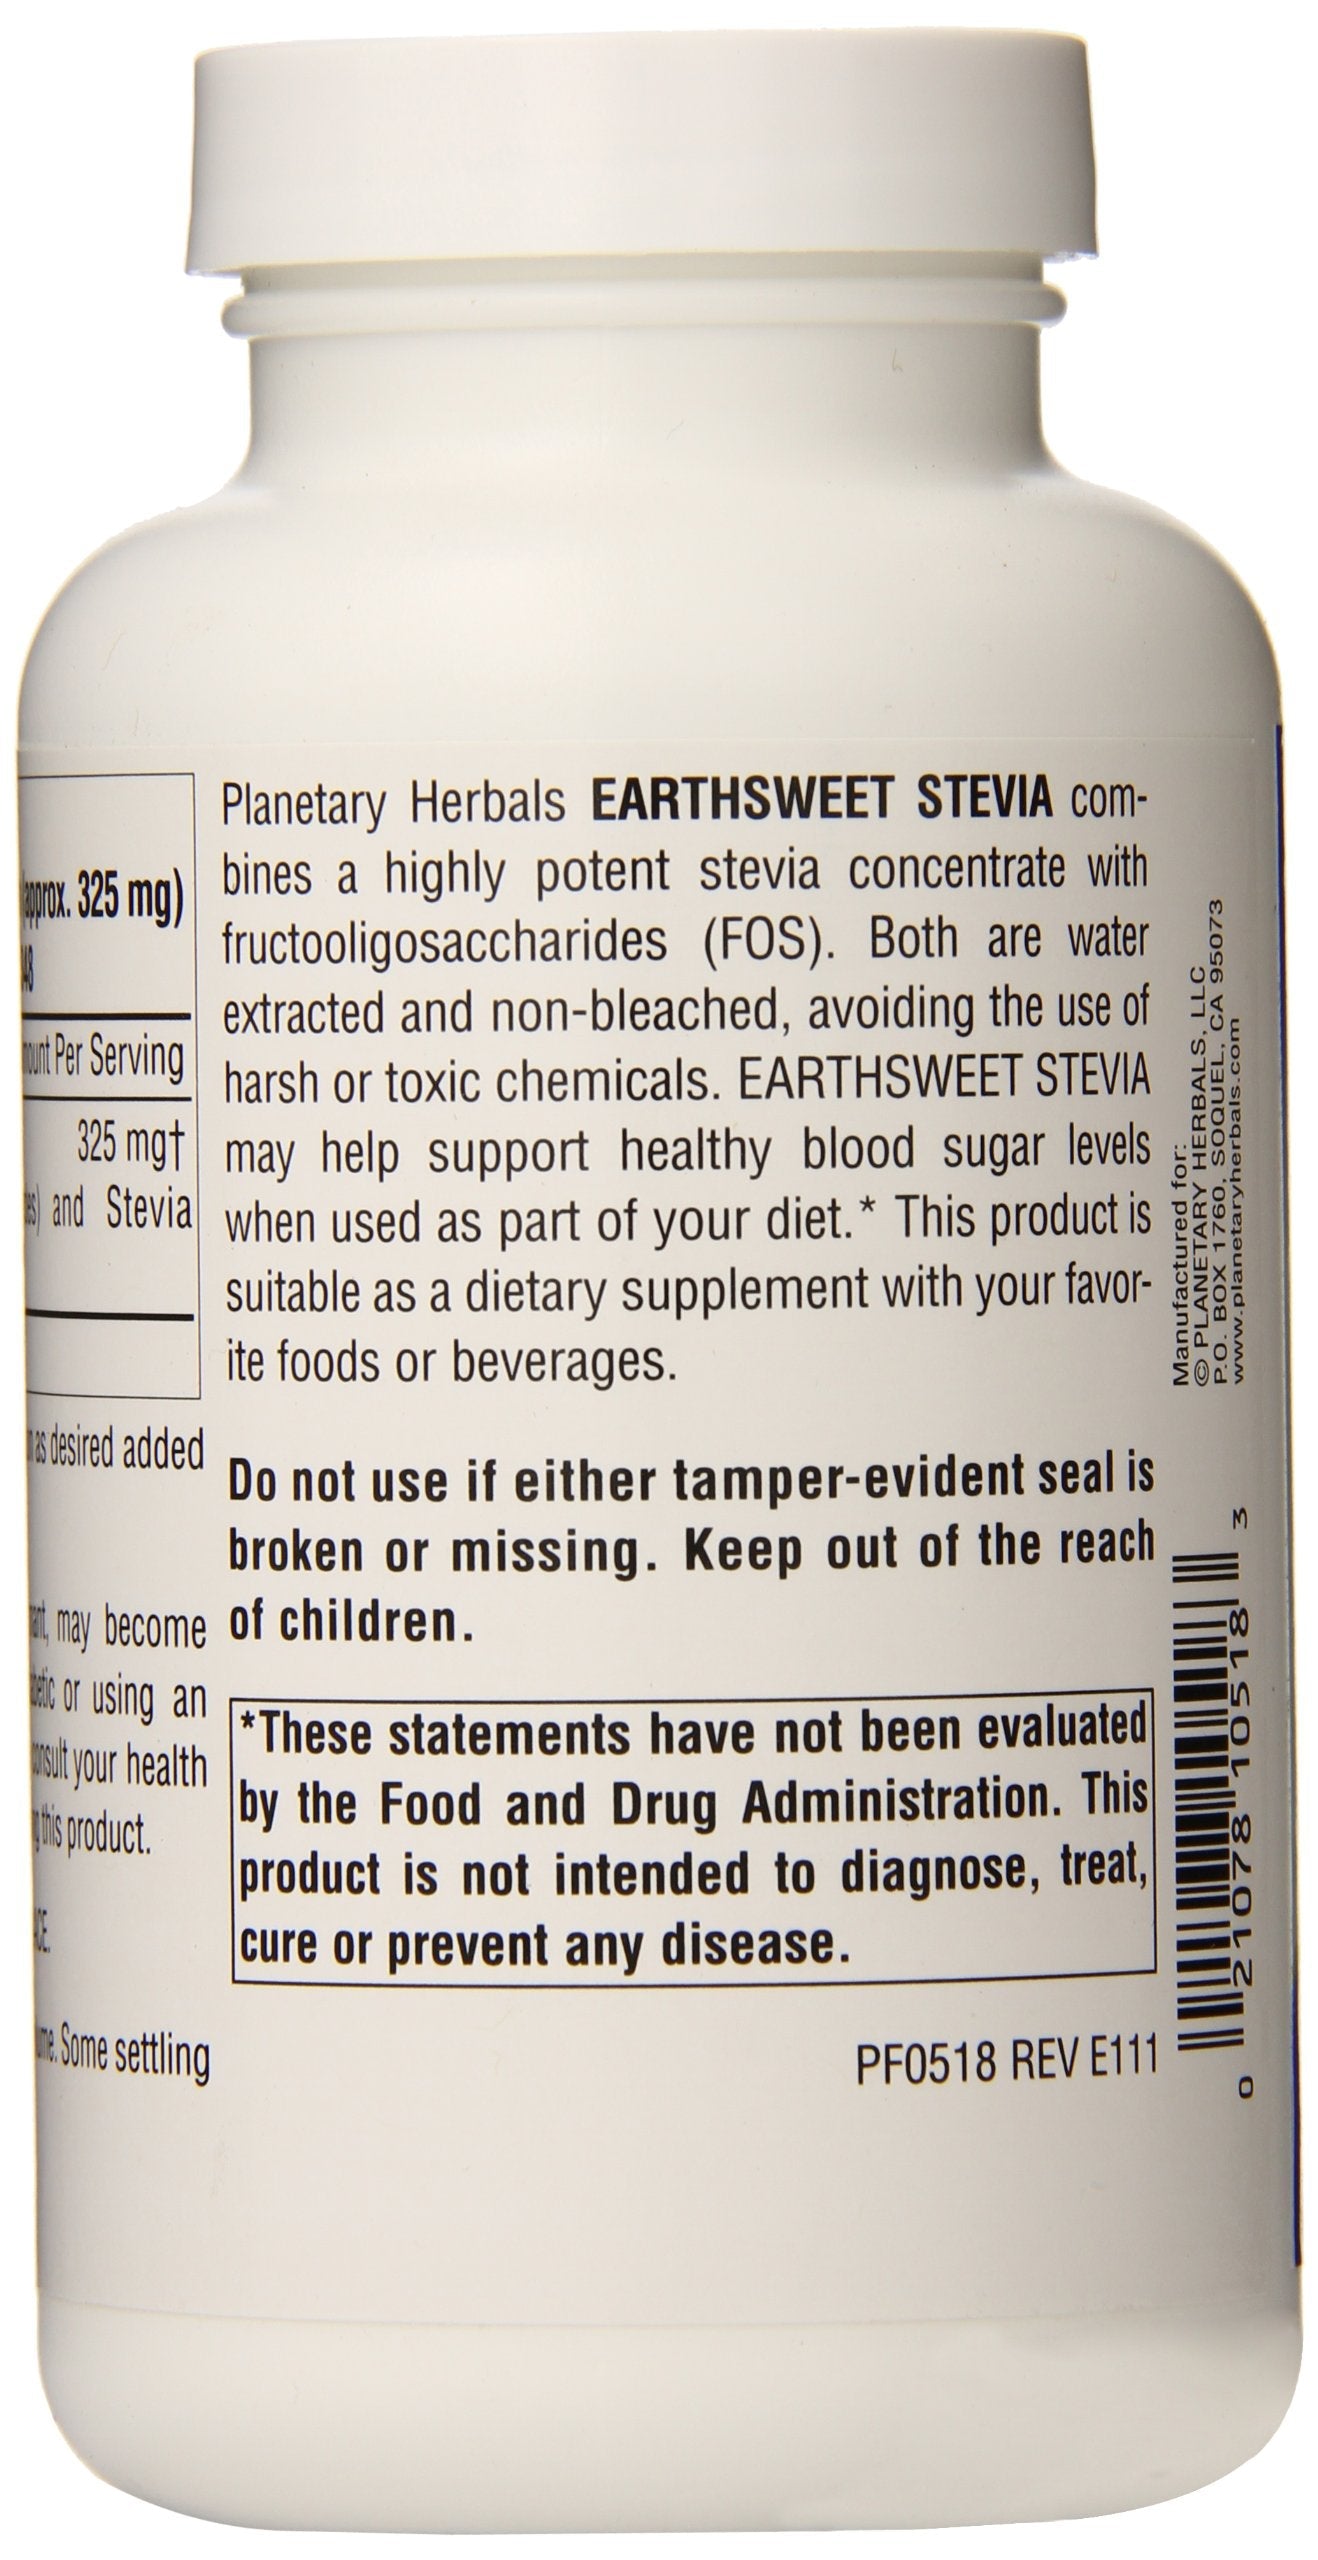 325 mg)
Per Serving
325 mg†
and Stevia
desired added
may become
or using an
your health
product.
Some settling
Planetary Herbals EARTHSWEET STEVIA com-
bines a highly potent stevia concentrate with
fructooligosaccharides (FOS). Both are water
extracted and non-bleached, avoiding the use of
harsh or toxic chemicals. EARTHSWEET STEVIA
may help support healthy blood sugar levels
when used as part of your diet.* This product is
suitable as a dietary supplement with your favor-
ite foods or beverages.
Do not use if either tamper-evident seal is
broken or missing. Keep out of the reach
of children.
*These statements have not been evaluated
by the Food and Drug Administration. This
product is not intended to diagnose, treat,
cure or prevent any disease.
PF0518 REV E111
Manufactured for:
© PLANETARY HERBALS, LLC
P.O. BOX 1760, SOQUEL, CA 95073
www.planetaryherbals.com
0 21078 10518 3